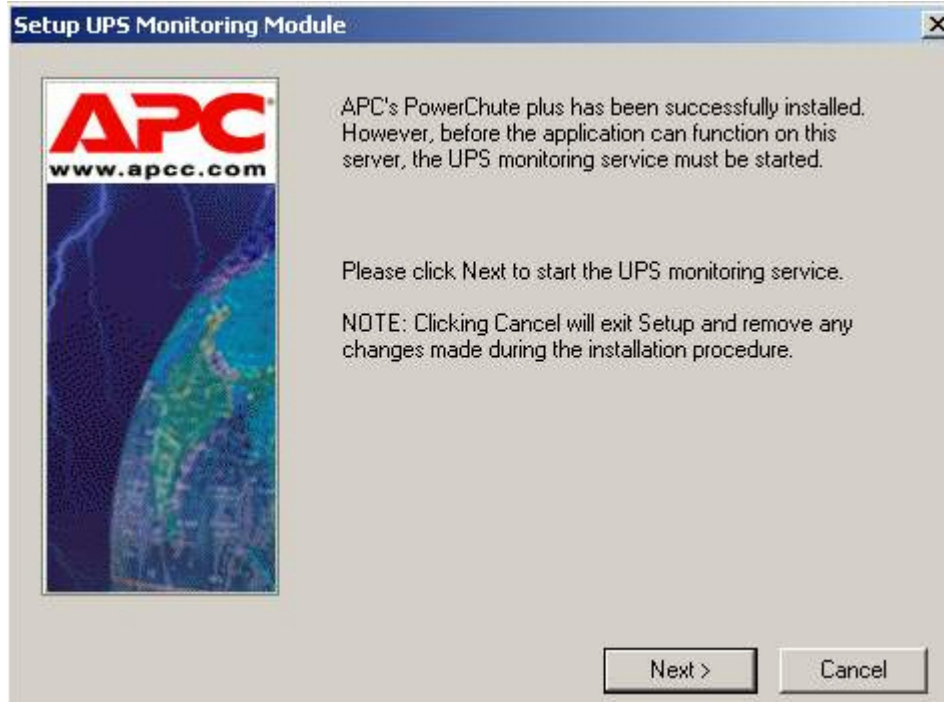 Setup UPS Monitoring Module
APC
www.apcc.com
APC's PowerChute plus has been successfully installed.
However, before the application can function on this
server, the UPS monitoring service must be started.
Please click Next to start the UPS monitoring service.
NOTE: Clicking Cancel will exit Setup and remove any
changes made during the installation procedure.
Next >
Cancel